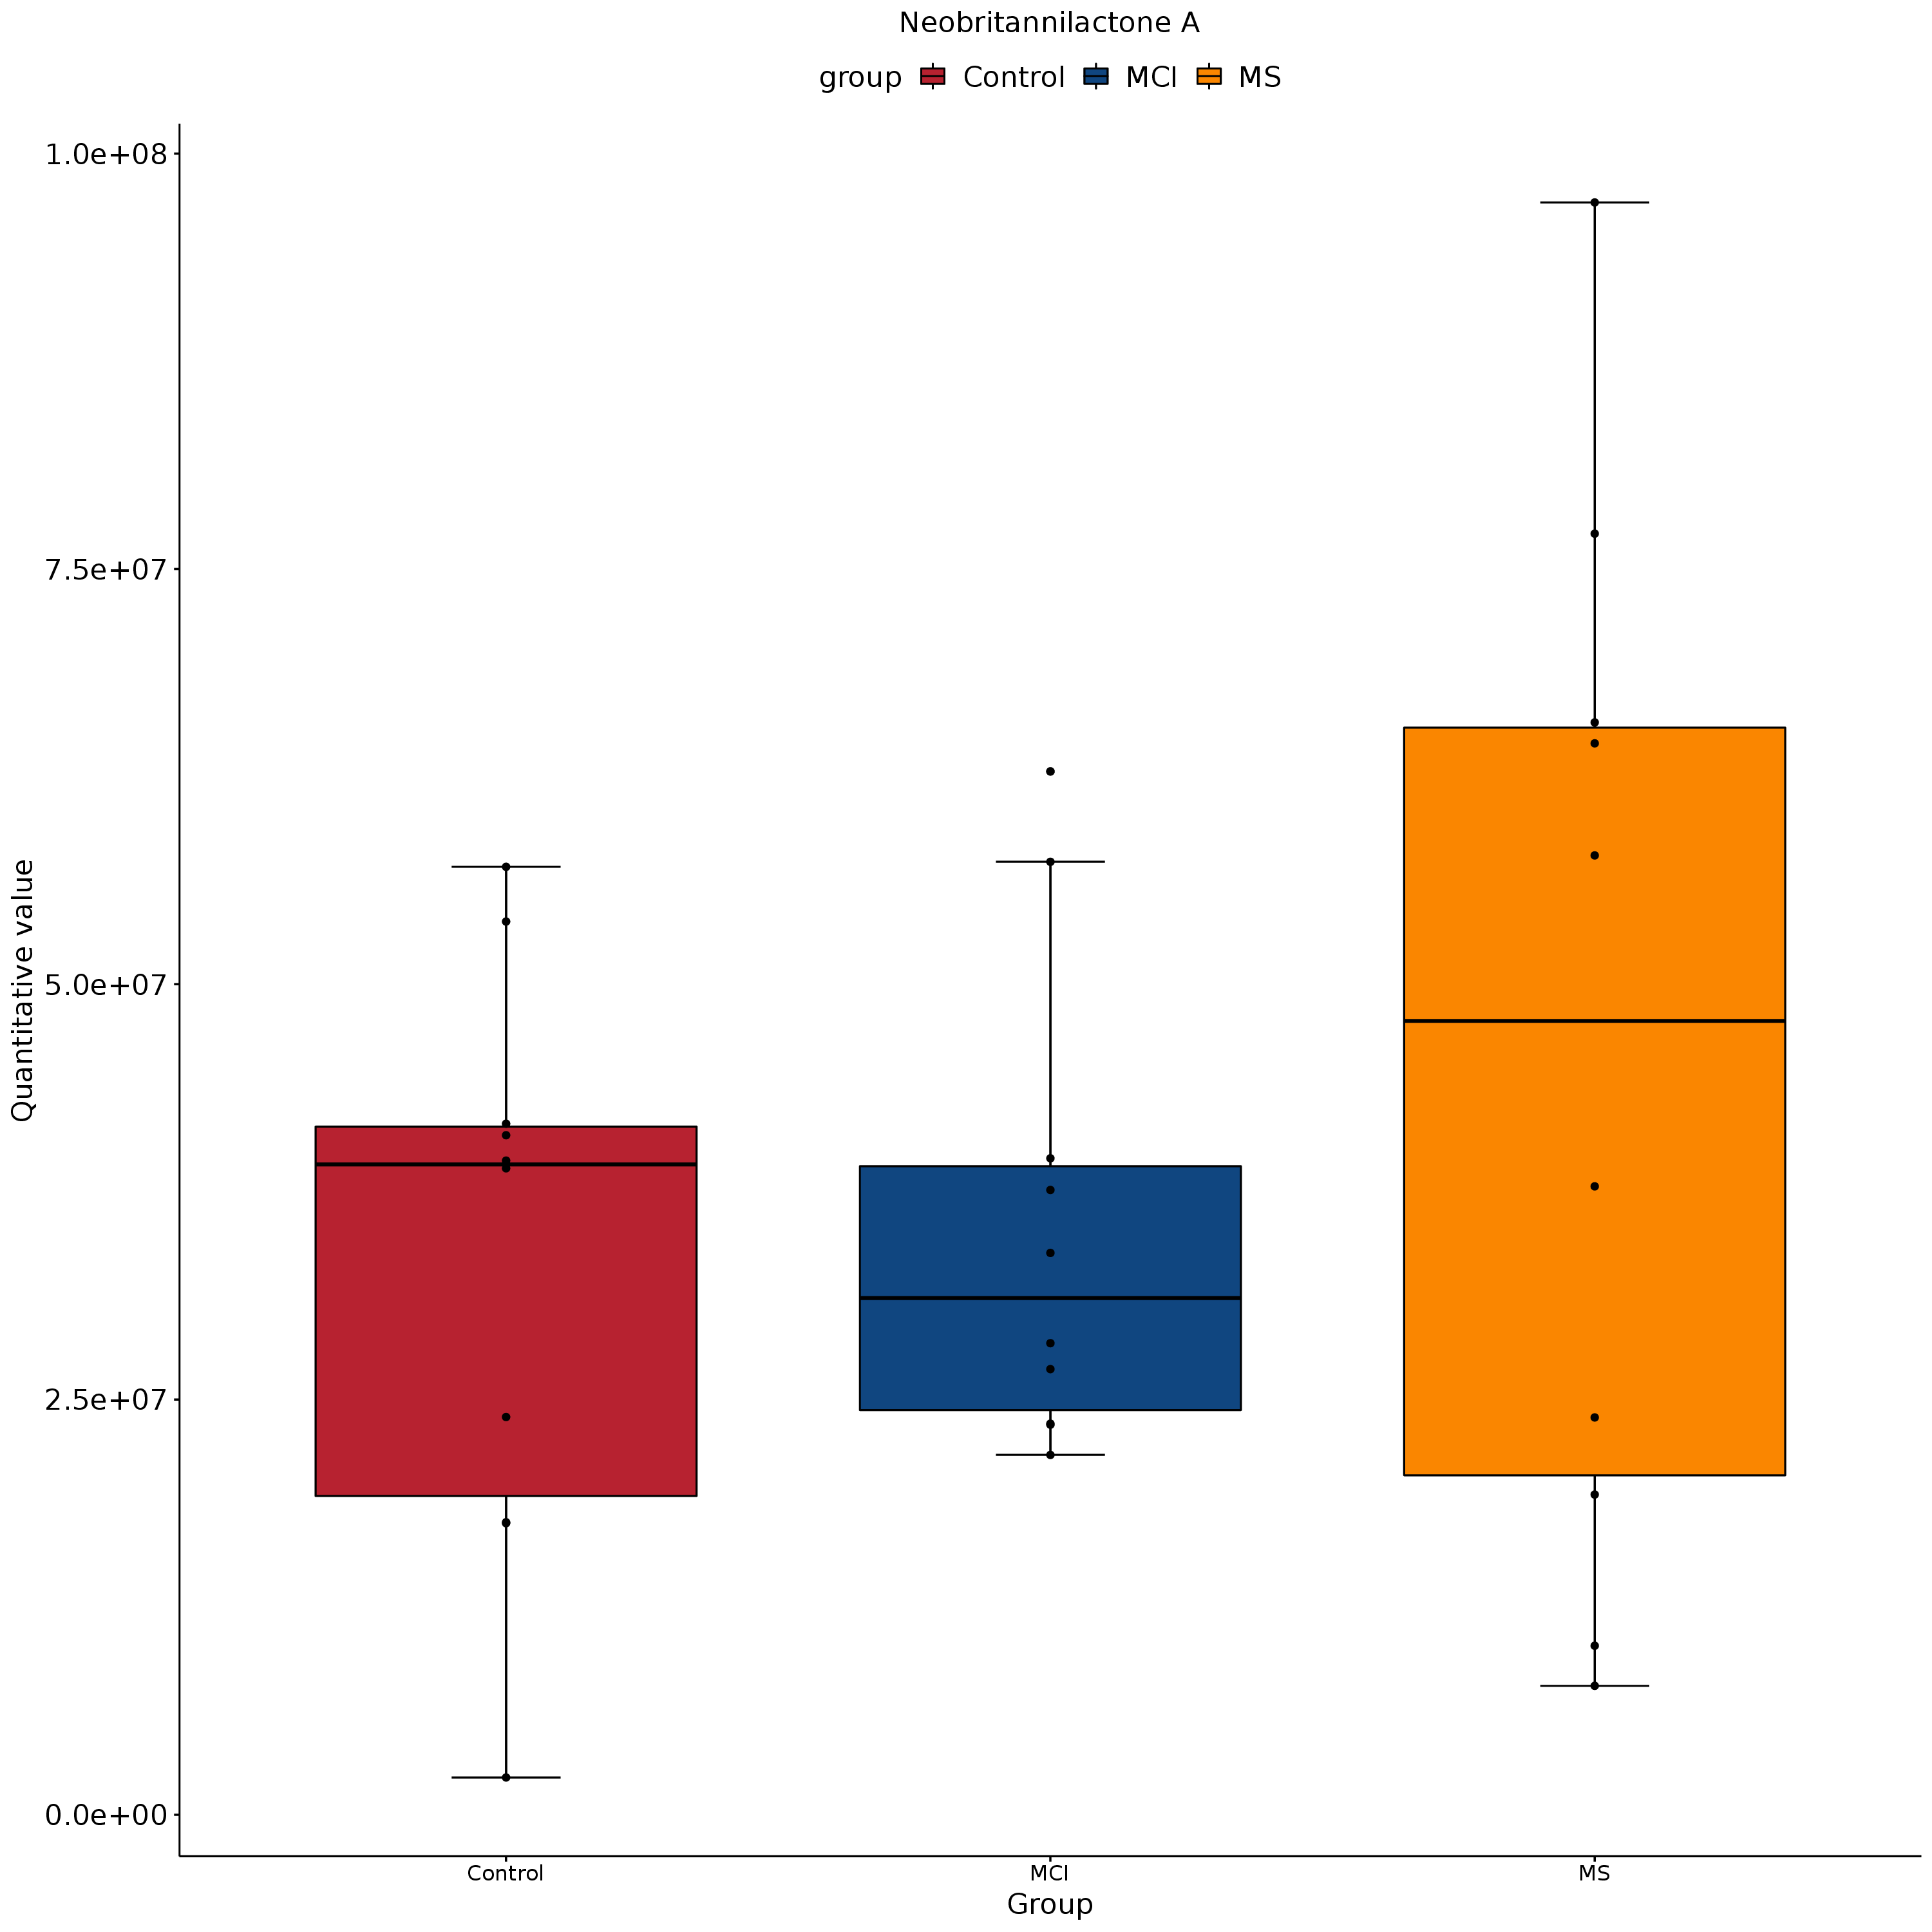 Neobritannilactone A
group Control MCI MS
1.0e+08
7.5e+07
5.0e+07
2.5e+07
0.0e+00
Quantitative value
Control MCI MS
Group